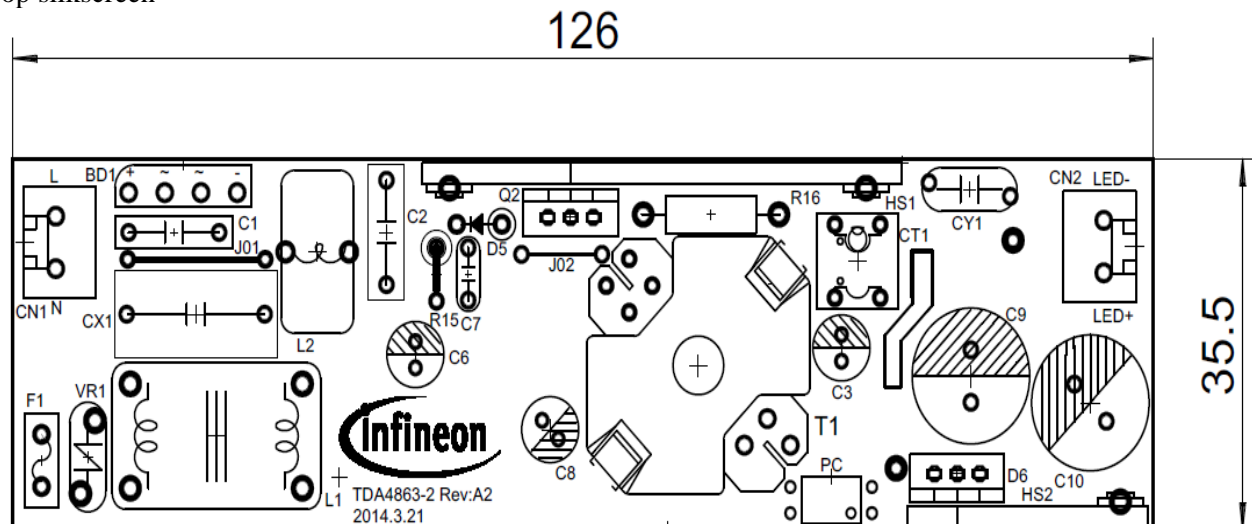 op silkscreen
126
L
BD1
+ ~ ~ -
C1
J01
CN1 N
CX1
L2
C2
D5
Q2
J02
R15
C7
C6
R16
HS1
CT1
CY1
CN2
LED-
LED+
35.5
C9
C3
C10
F1
VR1
L1
infineon
TDA4863-2 Rev:A2
2014.3.21
C8
T1
PC
D6
HS2